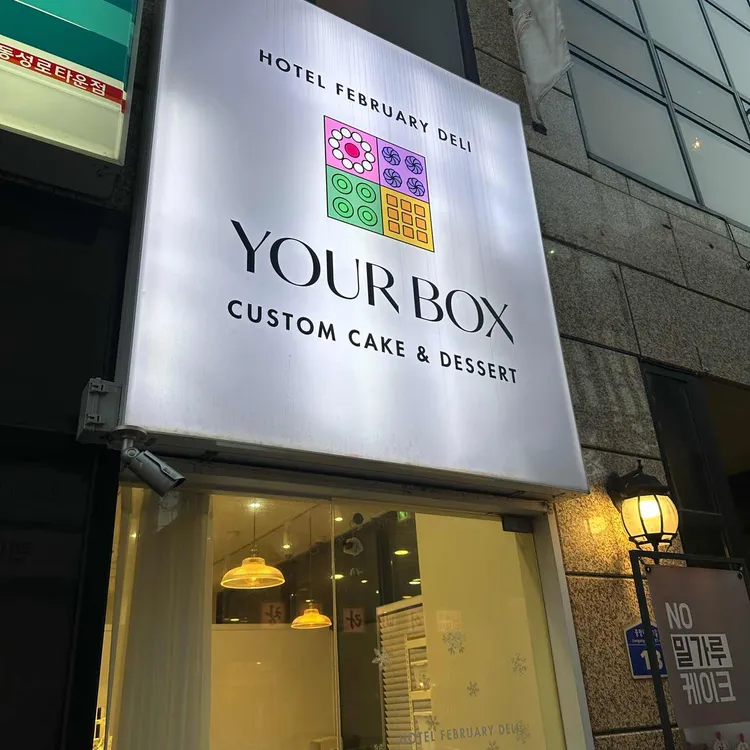 동성로타운점
HOTEL FEBRUARY DELI
YOUR BOX
CUSTOM CAKE & DESSERT
NO
밀가루
케이크
13
HOTEL FEBRUARY DELI